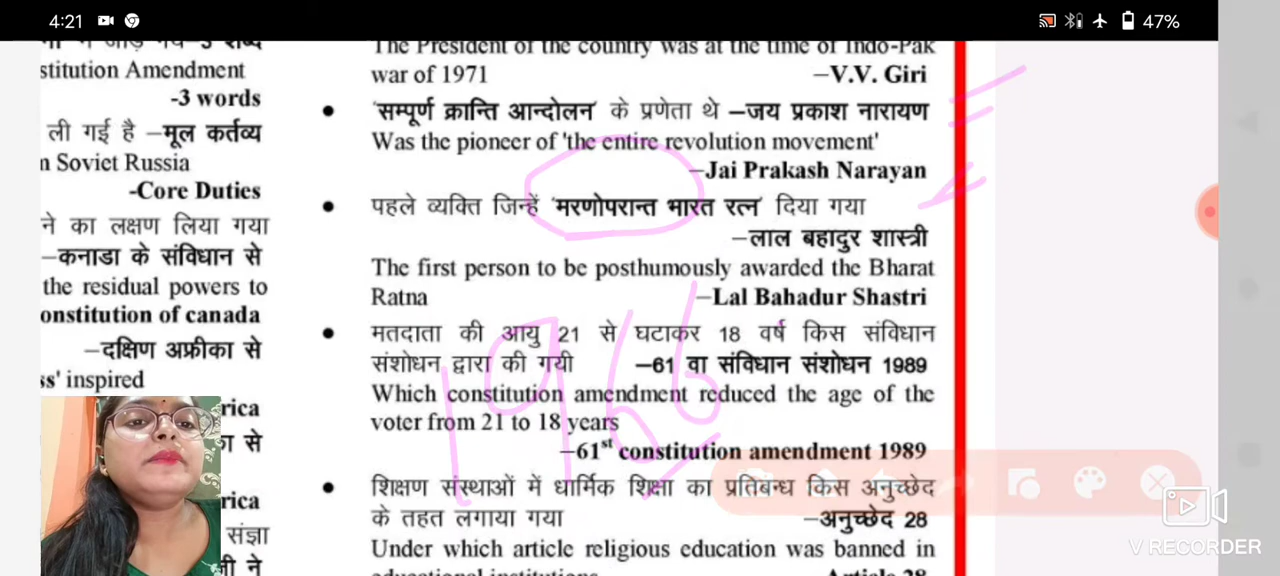 4:21
47%
स्titution Amendment
-3 words
ली गई है –मूल कर्तव्य
n Soviet Russia
-Core Duties
ने का लक्षण लिया गया
–कनाडा के संविधान से
the residual powers to
onstitution of canada
–दक्षिण अफ्रीका से
ss' inspired
rica
ा से
rica
संज्ञा
ी ने
The President of the country was at the time of Indo-Pak
war of 1971 –V.V. Giri
• 'सम्पूर्ण क्रान्ति आन्दोलन' के प्रणेता थे –जय प्रकाश नारायण
Was the pioneer of 'the entire revolution movement'
–Jai Prakash Narayan
• पहले व्यक्ति जिन्हें 'मरणोपरान्त भारत रत्न' दिया गया
–लाल बहादुर शास्त्री
The first person to be posthumously awarded the Bharat
Ratna –Lal Bahadur Shastri
1966
• मतदाता की आयु 21 से घटाकर 18 वर्ष किस संविधान
संशोधन द्वारा की गयी –61 वा संविधान संशोधन 1989
Which constitution amendment reduced the age of the
voter from 21 to 18 years
–61st constitution amendment 1989
• शिक्षण संस्थाओं में धार्मिक शिक्षा का प्रतिबन्ध किस अनुच्छेद
के तहत लगाया गया –अनुच्छेद 28
Under which article religious education was banned in
V RECORDER